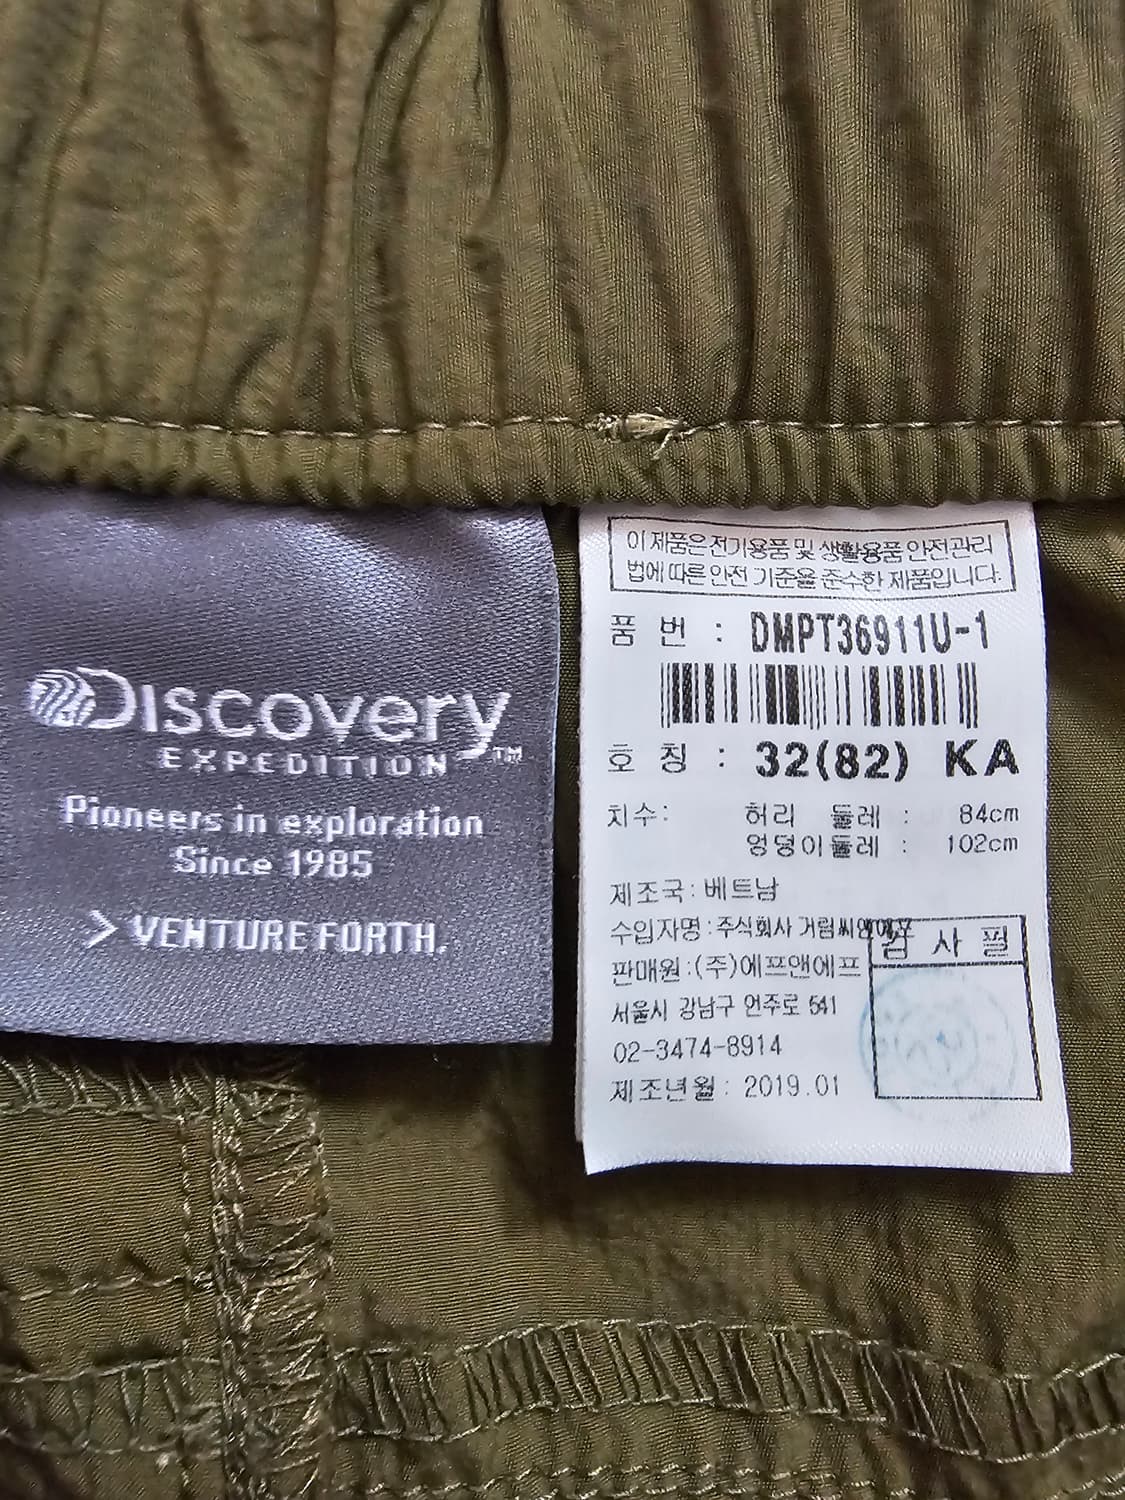 Discovery
EXPEDITION™
Pioneers in exploration
Since 1985
> VENTURE FORTH.
이 제품은 전기용품 및 생활용품 안전관리
법에 따른 안전 기준을 준수한 제품입니다.
품 번 : DMPT36911U-1
호 칭 : 32(82) KA
치수: 허리 둘레 : 84cm
엉덩이둘레 : 102cm
제조국: 베트남
수입자명 : 주식회사 거림씨앤에프
검 사 필
판매원 : (주)에프앤에프
서울시 강남구 언주로 541
02-3474-8914
제조년월 : 2019.01